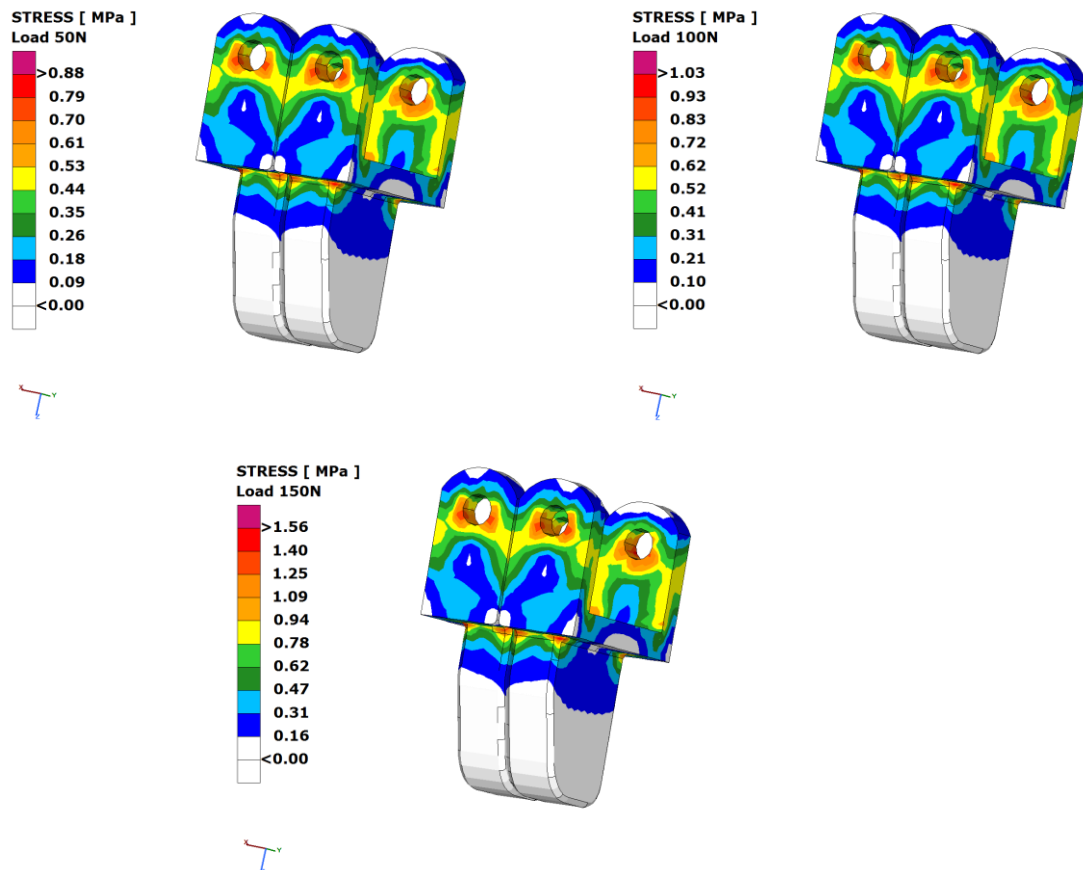 STRESS [ MPa ]
Load 50N
>0.88
0.79
0.70
0.61
0.53
0.44
0.35
0.26
0.18
0.09
<0.00
X
Y
Z
STRESS [ MPa ]
Load 100N
>1.03
0.93
0.83
0.72
0.62
0.52
0.41
0.31
0.21
0.10
<0.00
X
Y
Z
STRESS [ MPa ]
Load 150N
>1.56
1.40
1.25
1.09
0.94
0.78
0.62
0.47
0.31
0.16
<0.00
X
Y